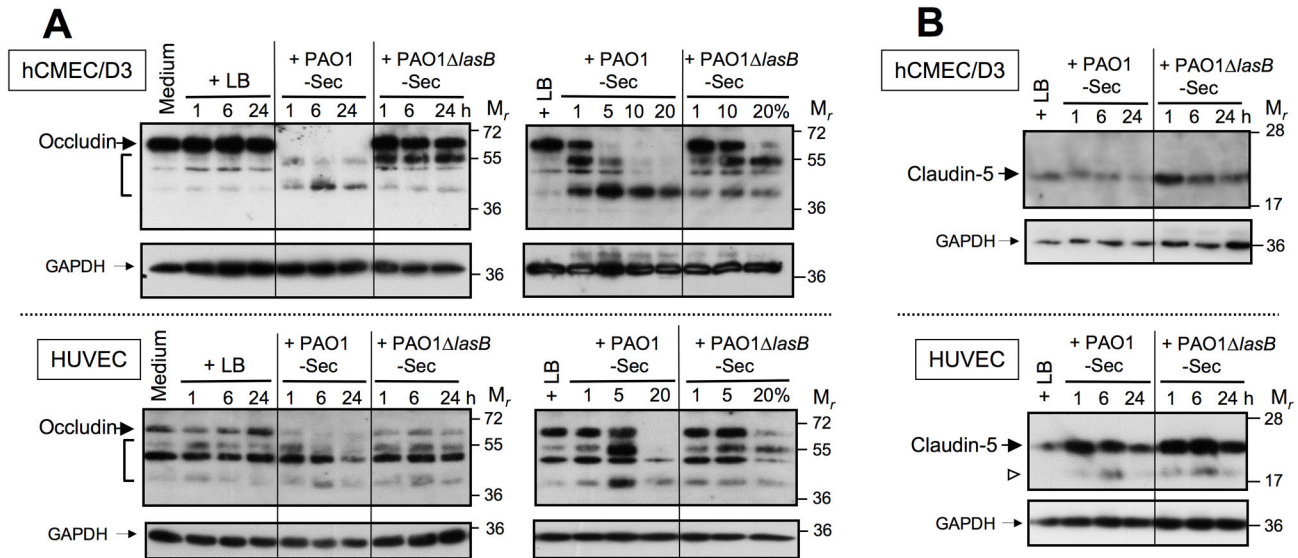 A
hCMEC/D3
Medium
+ LB
+ PAO1
-Sec
+ PAO1ΔlasB
-Sec
1 6 24 1 6 24 1 6 24 h
Mr
Occludin
72
55
36
GAPDH
36
+ LB
+ PAO1
-Sec
+ PAO1ΔlasB
-Sec
1 5 10 20 1 10 20%
Mr
72
55
36
36
HUVEC
Medium
+ LB
+ PAO1
-Sec
+ PAO1ΔlasB
-Sec
1 6 24 1 6 24 1 6 24 h
Mr
Occludin
72
55
36
GAPDH
36
+ LB
+ PAO1
-Sec
+ PAO1ΔlasB
-Sec
1 5 20 1 5 20%
Mr
72
55
36
36
B
hCMEC/D3
+ LB
+ PAO1
-Sec
+ PAO1ΔlasB
-Sec
1 6 24 1 6 24 h
Mr
28
Claudin-5
17
GAPDH
36
HUVEC
+ LB
+ PAO1
-Sec
+ PAO1ΔlasB
-Sec
1 6 24 1 6 24 h
Mr
28
Claudin-5
17
GAPDH
36